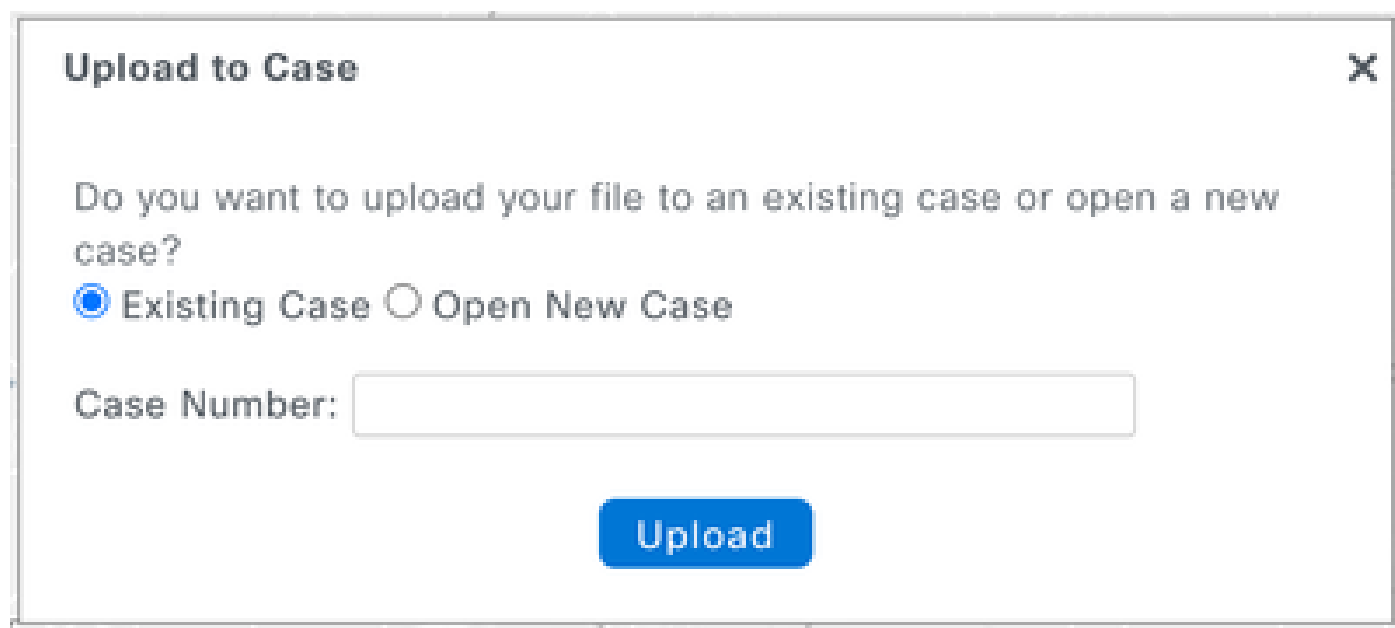 Upload to Case
Do you want to upload your file to an existing case or open a new
case?
Existing Case Open New Case
Case Number:
Upload